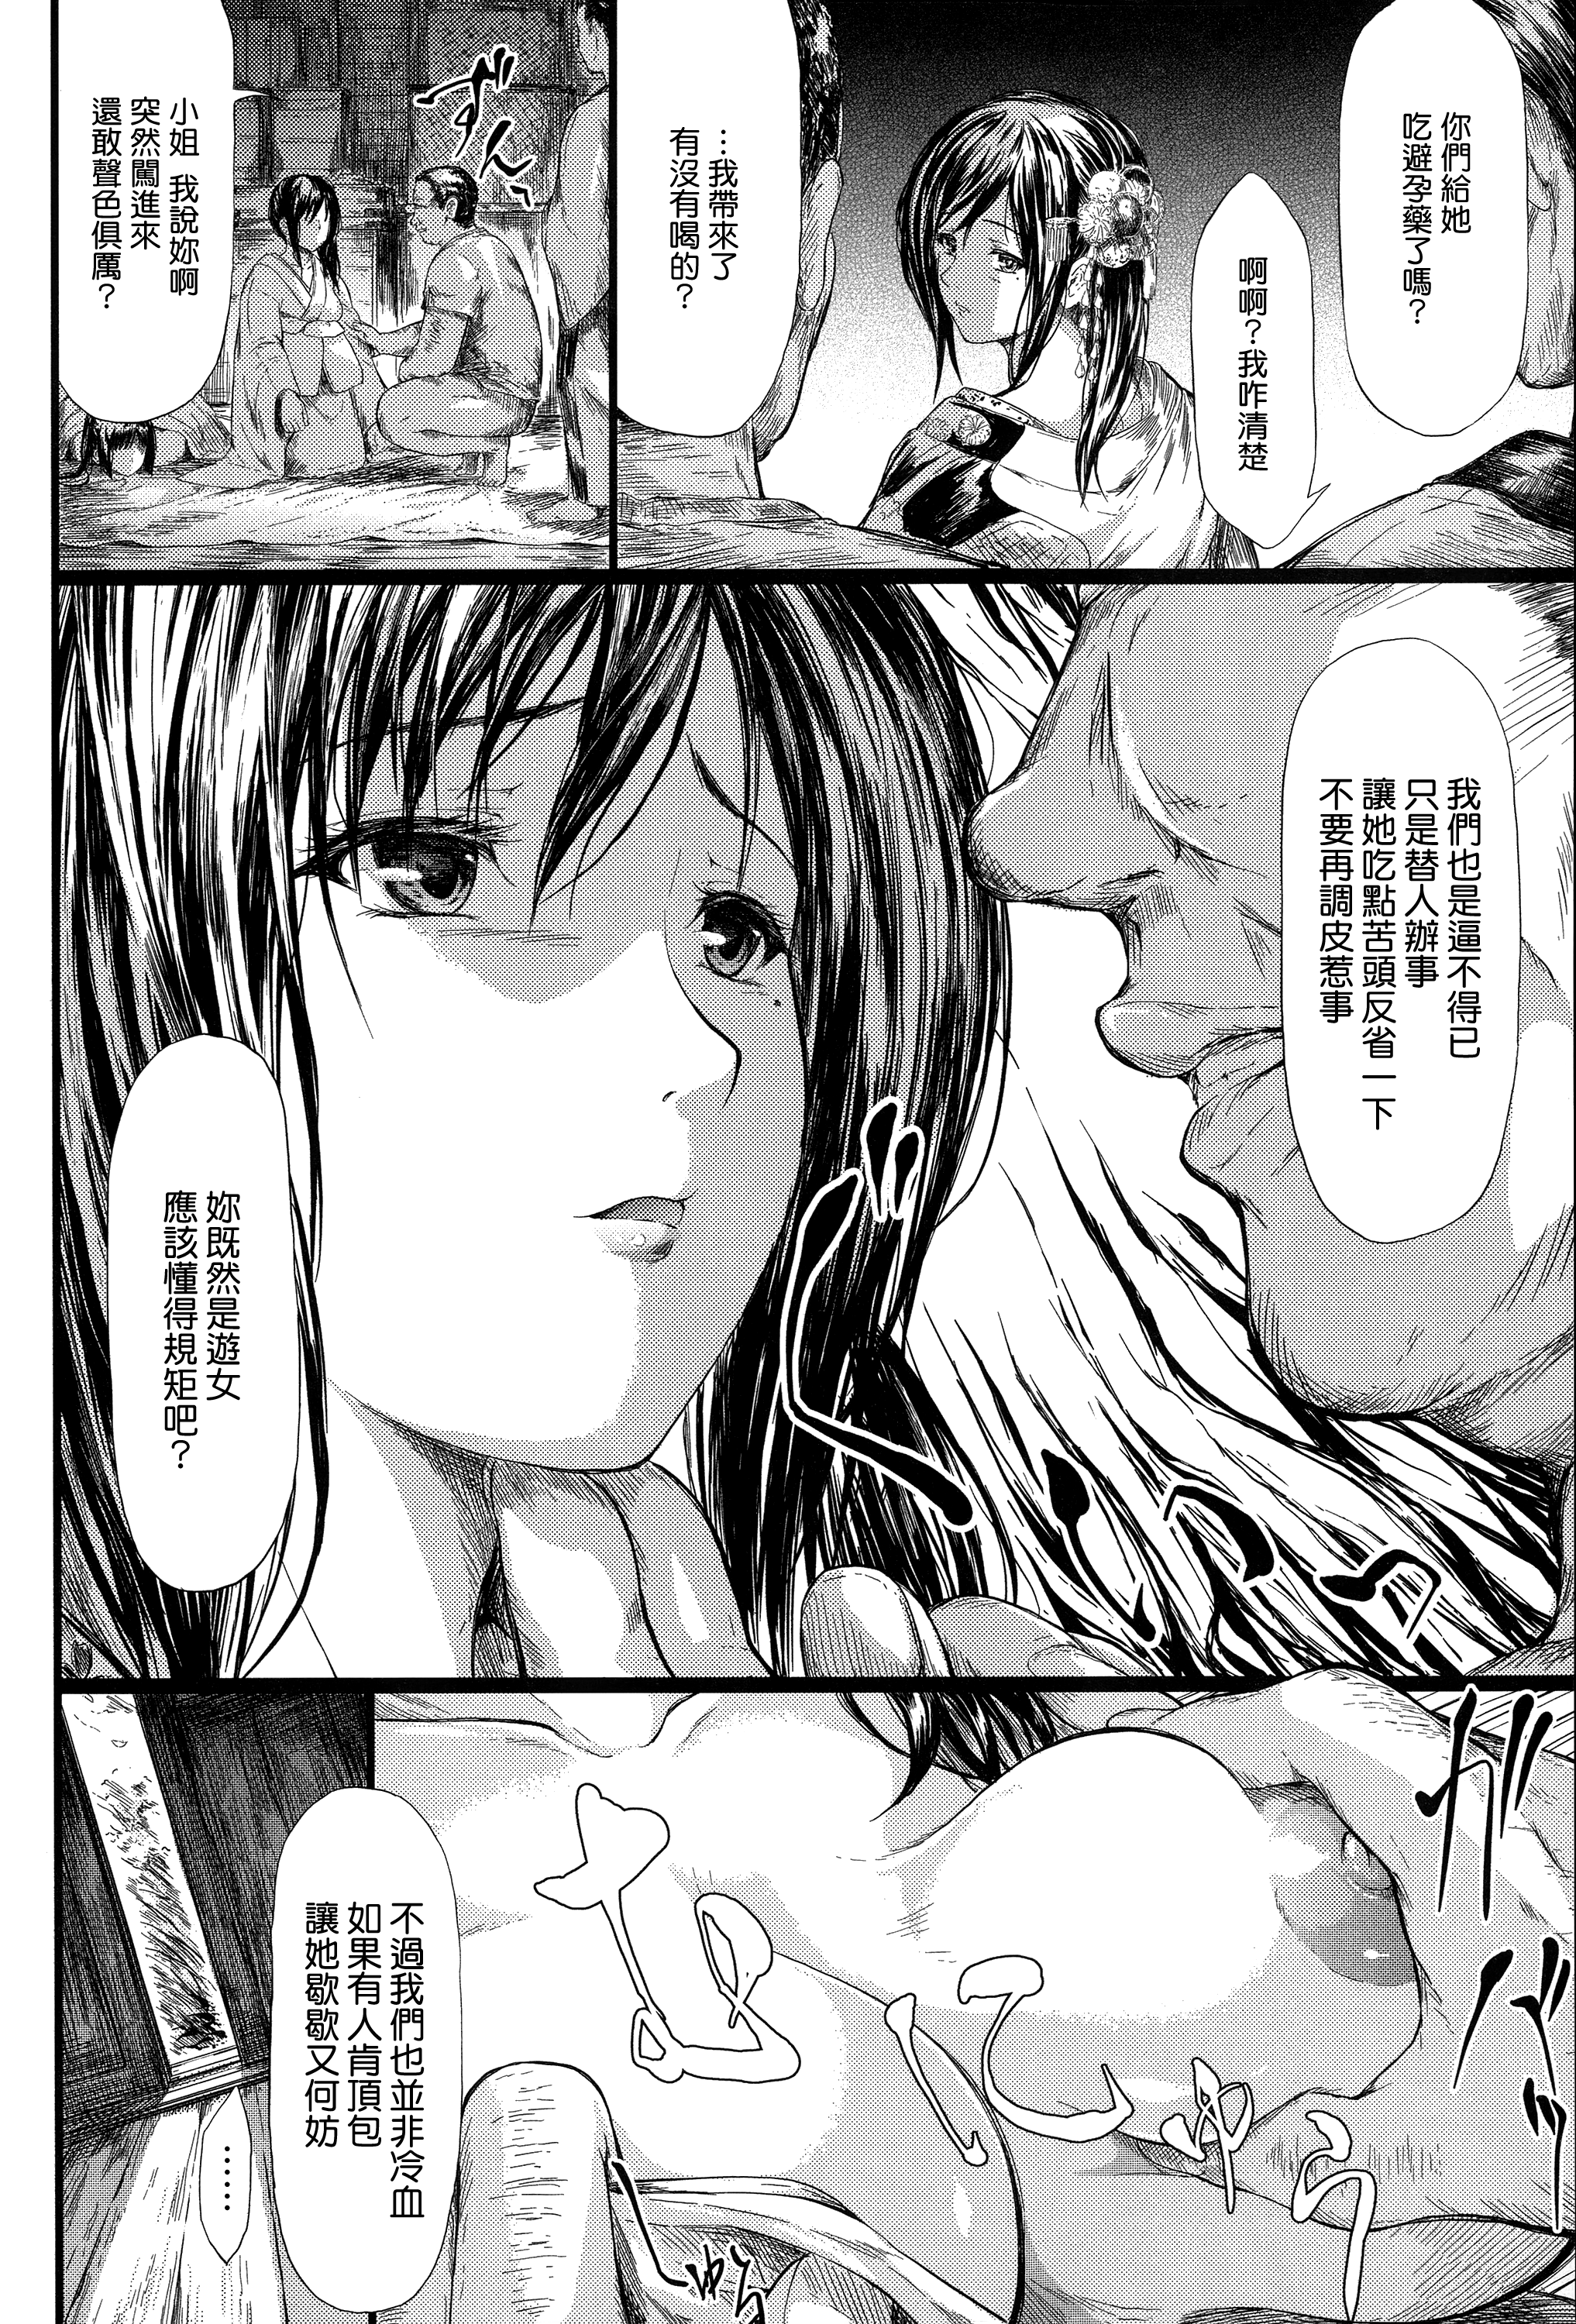 你們給她
吃避孕藥了嗎？
啊啊？我咋清楚
…我帶來了
有沒有喝的？
ずん、
小姐 我說妳啊
突然闖進來
還敢聲色俱厲？
我們也是逼不得已
只是替人辦事
讓她吃點苦頭反省一下
不要再調皮惹事
妳既然是遊女
應該懂得規矩吧？
不過我們也並非冷血
如果有人肯頂包
讓她歇歇又何妨
……